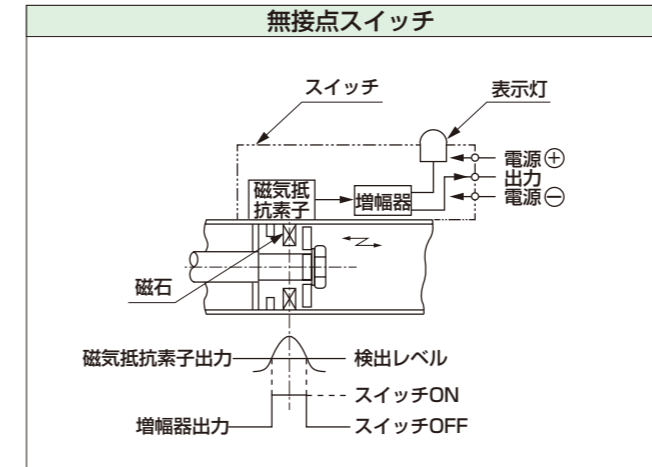 無接点スイッチ
スイッチ
表示灯
電源⊕
出力
電源⊖
磁気抵
抗素子
増幅器
磁石
磁気抵抗素子出力
検出レベル
スイッチON
増幅器出力
スイッチOFF